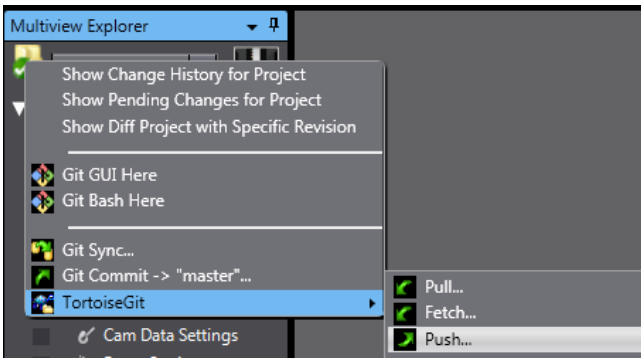 Multiview Explorer
Show Change History for Project
Show Pending Changes for Project
Show Diff Project with Specific Revision
Git GUI Here
Git Bash Here
Git Sync...
Git Commit -> "master"...
TortoiseGit
Pull...
Fetch...
Push...
Cam Data Settings